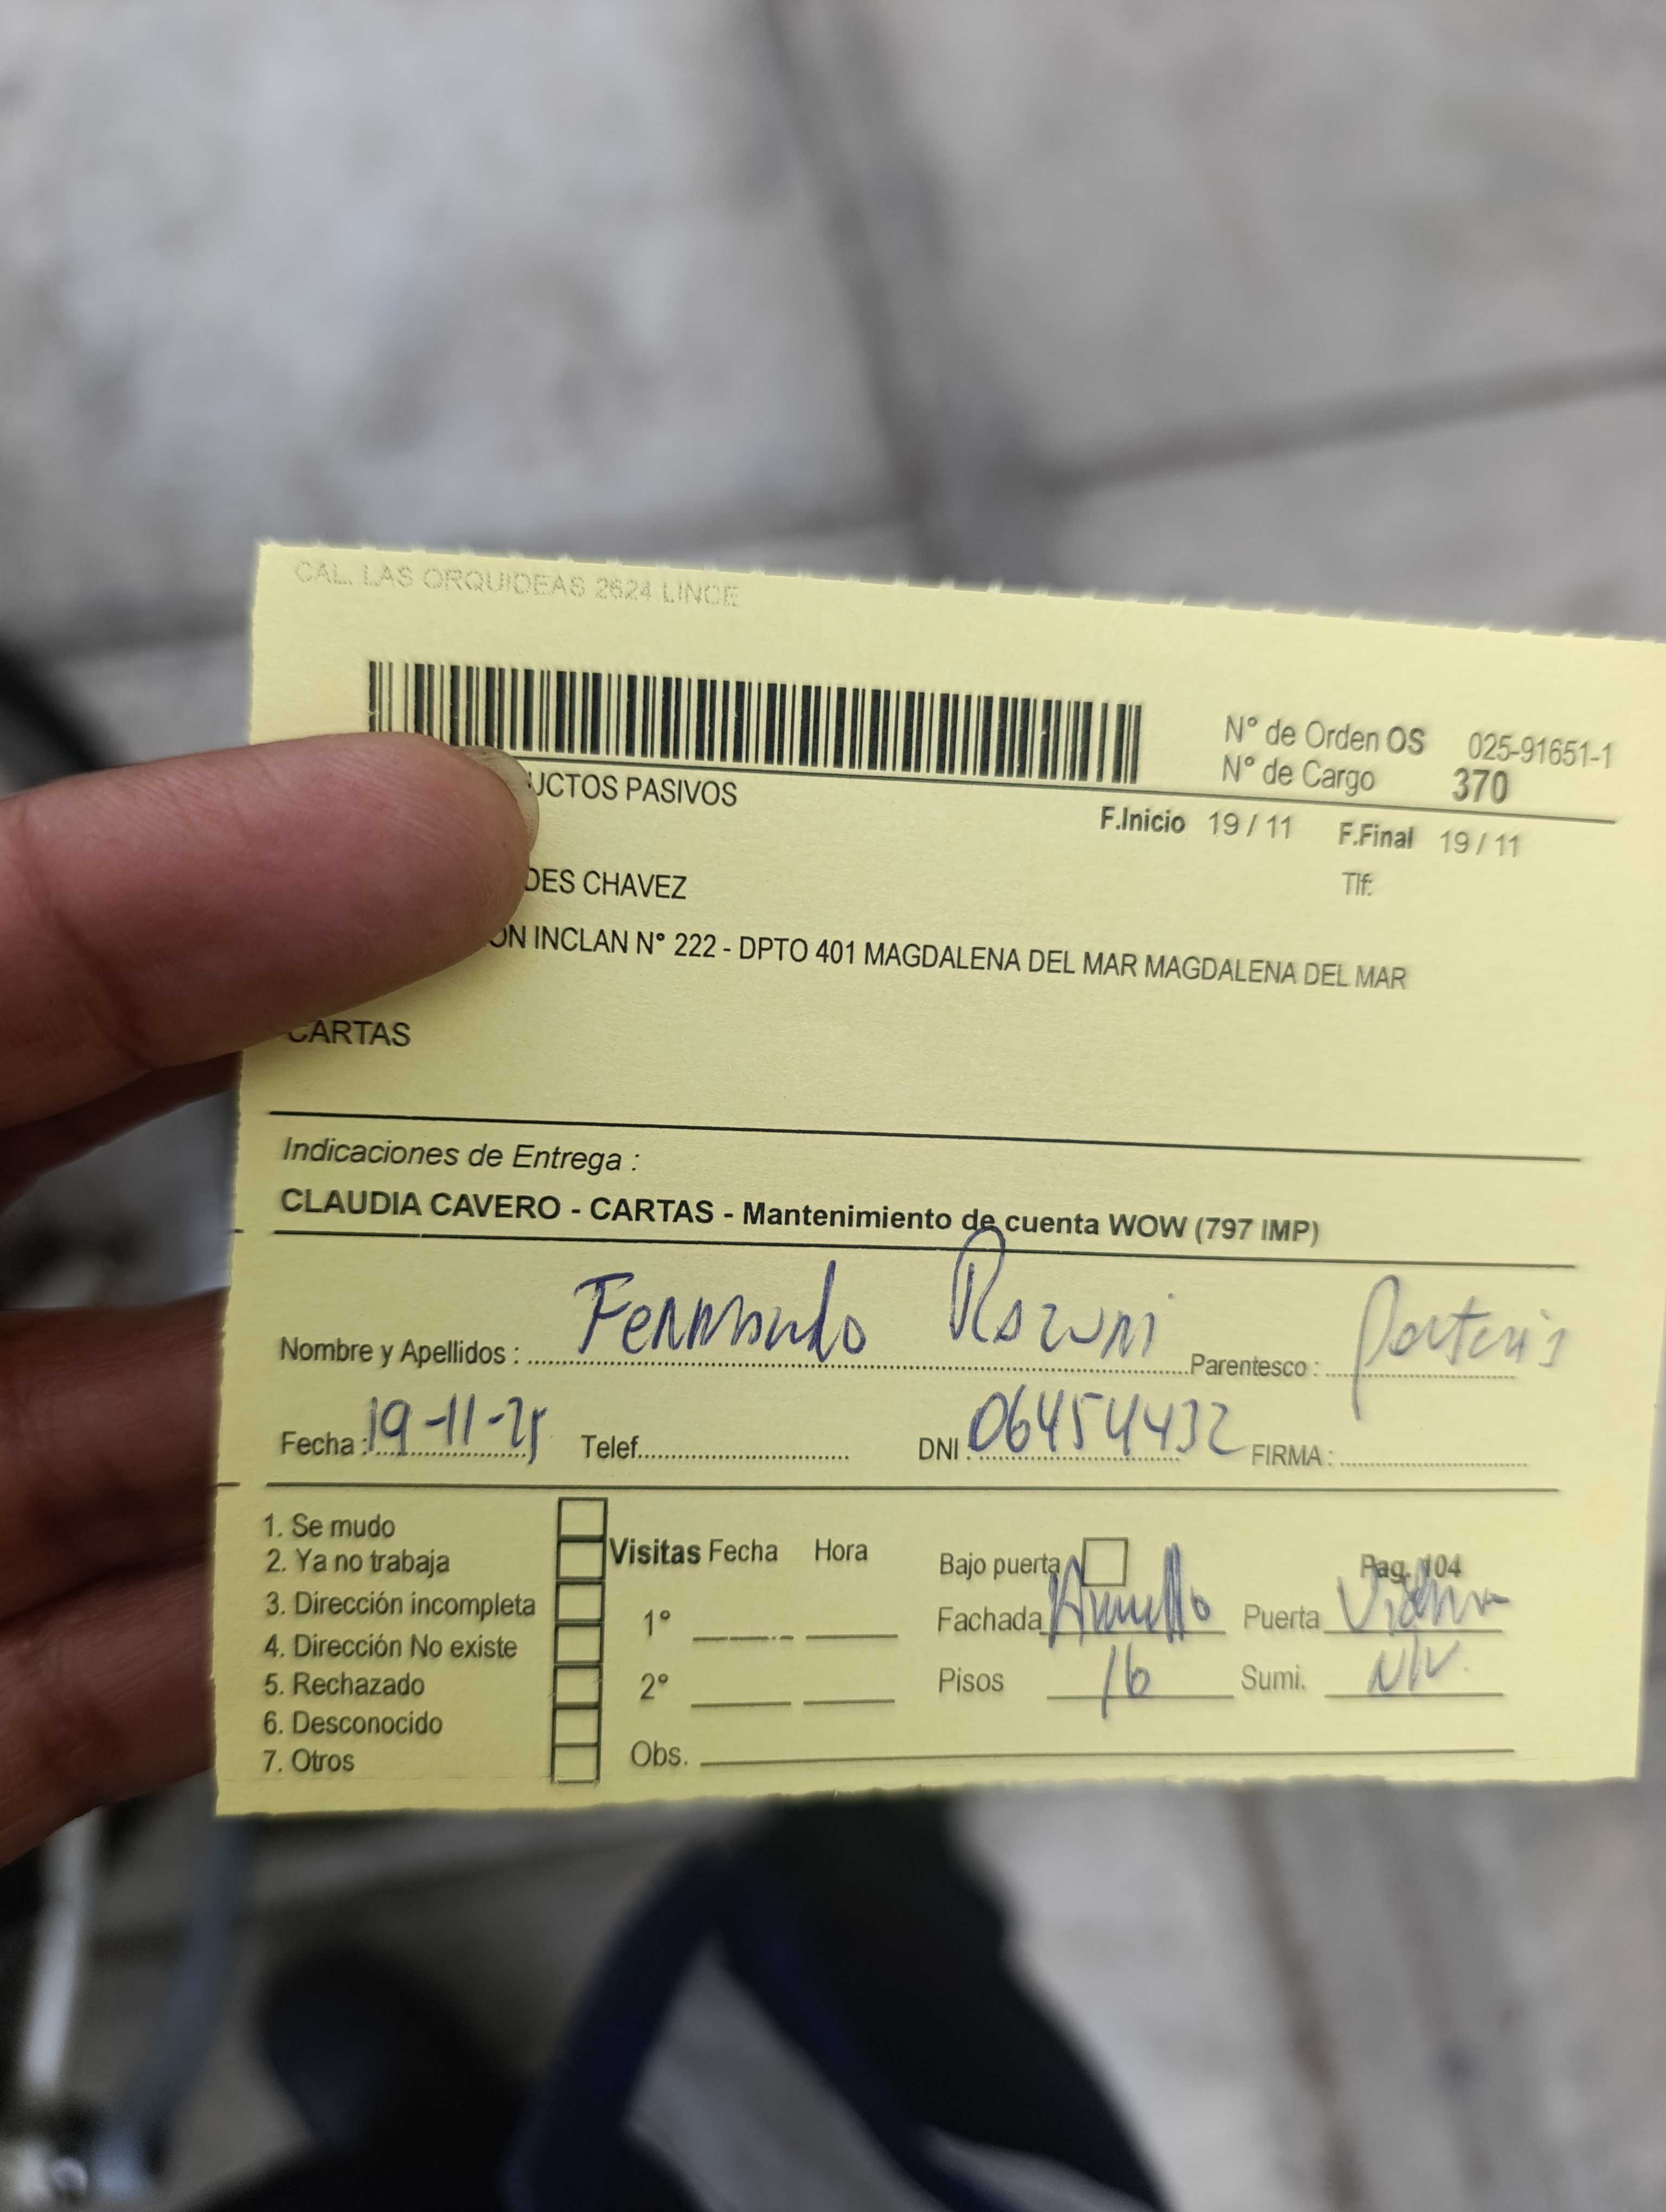 CAL. LAS ORQUIDEAS 2624 LINCE
N° de Orden OS 025-91651-1
N° de Cargo 370
UCTOS PASIVOS
F.Inicio 19 / 11 F.Final 19 / 11
DES CHAVEZ Tlf:
ON INCLAN N° 222 - DPTO 401 MAGDALENA DEL MAR MAGDALENA DEL MAR
CARTAS
Indicaciones de Entrega :
CLAUDIA CAVERO - CARTAS - Mantenimiento de cuenta WOW (797 IMP)
Nombre y Apellidos : Fernando Parentesco :
Fecha : 19-11-25 Telef. DNI : 06454432 FIRMA :
1. Se mudo
2. Ya no trabaja
3. Dirección incompleta
4. Dirección No existe
5. Rechazado
6. Desconocido
7. Otros
Visitas Fecha Hora
1°
2°
Obs.
Bajo puerta Pag. 104
Fachada Puerta
Pisos 16 Sumi. N/V.